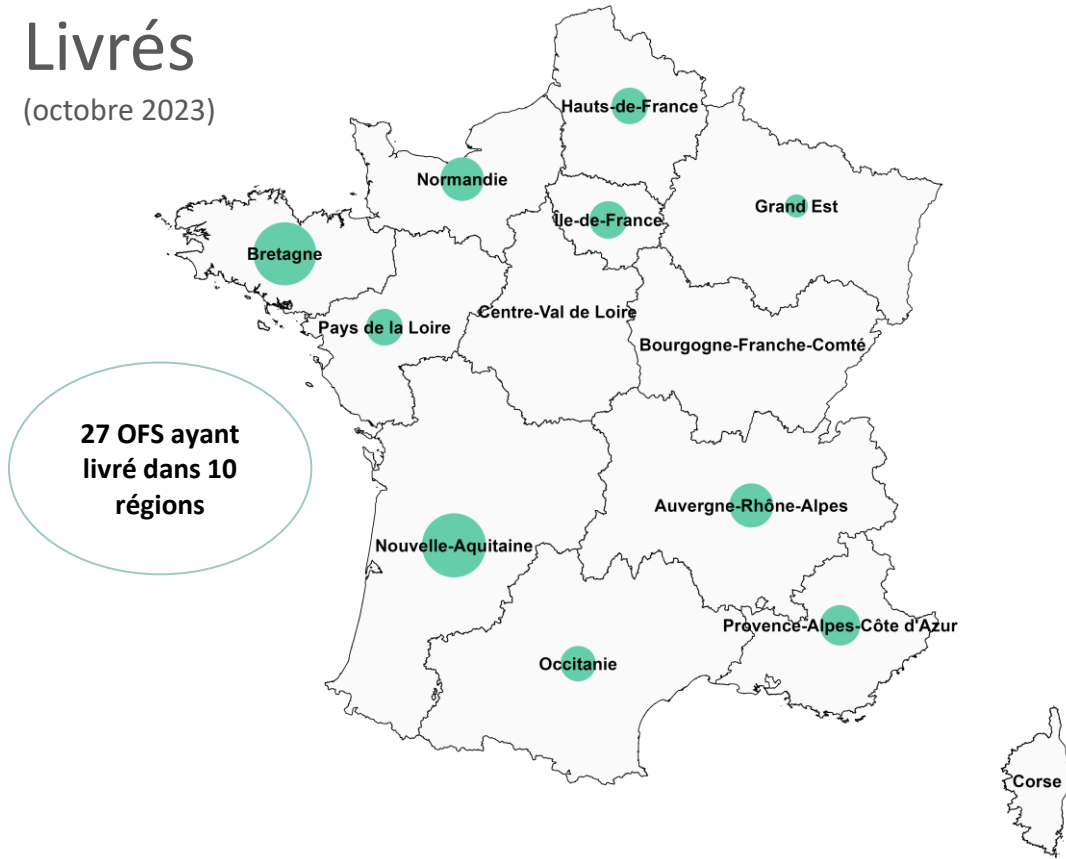 Livrés
(octobre 2023)
Hauts-de-France
Normandie
Grand Est
Île-de-France
Bretagne
Centre-Val de Loire
Pays de la Loire
Bourgogne-Franche-Comté
27 OFS ayant
livré dans 10
régions
Auvergne-Rhône-Alpes
Nouvelle-Aquitaine
Provence-Alpes-Côte d'Azur
Occitanie
Corse